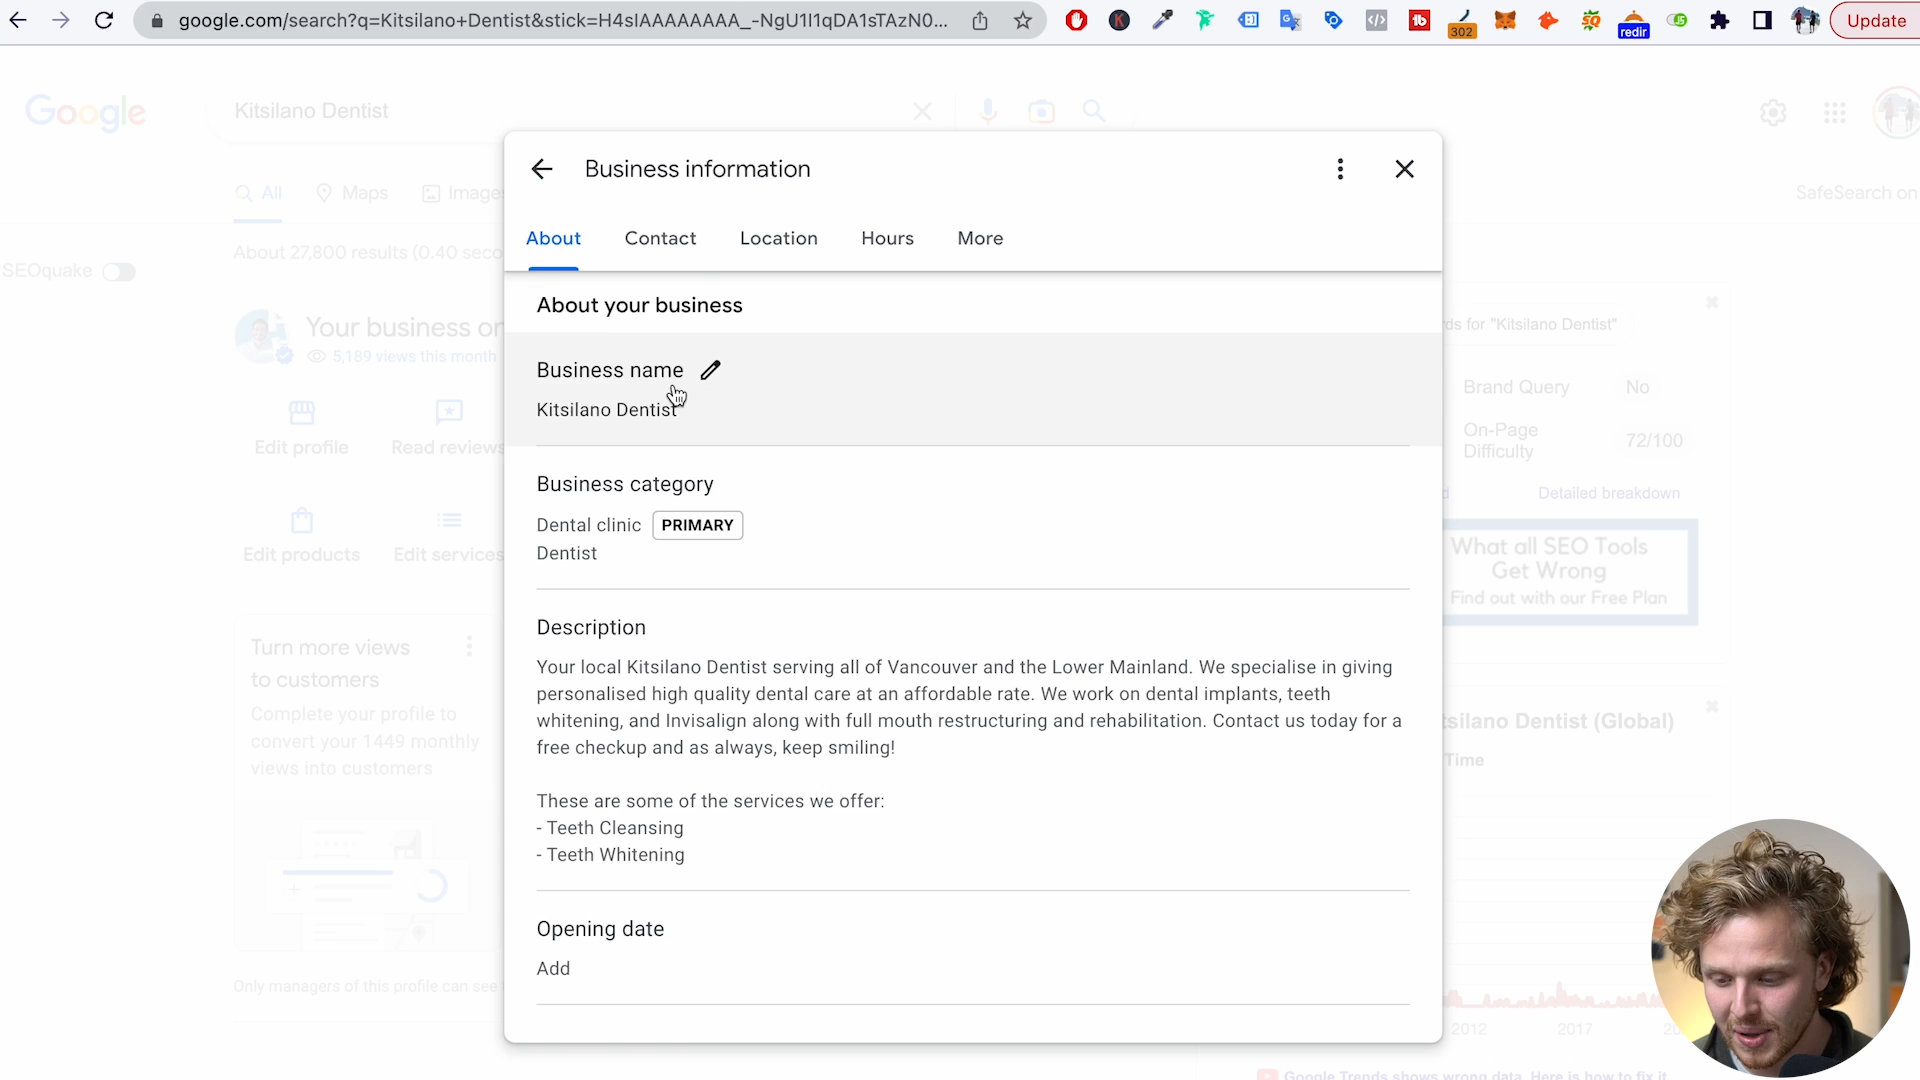 google.com/search?q=Kitsilano+Dentist&stick=H4sIAAAAAAAA_-NgU1I1qDA1sTAzN0...
302
redir
Update
Google
Kitsilano Dentist
All
Maps
Images
SafeSearch on
About 27,800 results (0.40 seco
SEOquake
Your business on
5,189 views this month
Edit profile
Read reviews
Edit products
Edit services
Turn more views
to customers
Complete your profile to
convert your 1449 monthly
views into customers
Only managers of this profile can see
Business information
About
Contact
Location
Hours
More
About your business
Business name
Kitsilano Dentist
Business category
Dental clinic PRIMARY
Dentist
Description
Your local Kitsilano Dentist serving all of Vancouver and the Lower Mainland. We specialise in giving
personalised high quality dental care at an affordable rate. We work on dental implants, teeth
whitening, and Invisalign along with full mouth restructuring and rehabilitation. Contact us today for a
free checkup and as always, keep smiling!
These are some of the services we offer:
- Teeth Cleansing
- Teeth Whitening
Opening date
Add
ds for "Kitsilano Dentist"
Brand Query
No
On-Page
Difficulty
72/100
Detailed breakdown
What all SEO Tools
Get Wrong
Find out with our Free Plan
tsilano Dentist (Global)
Time
2012
2017
Google Trends shows wrong data. Here is how to fix it